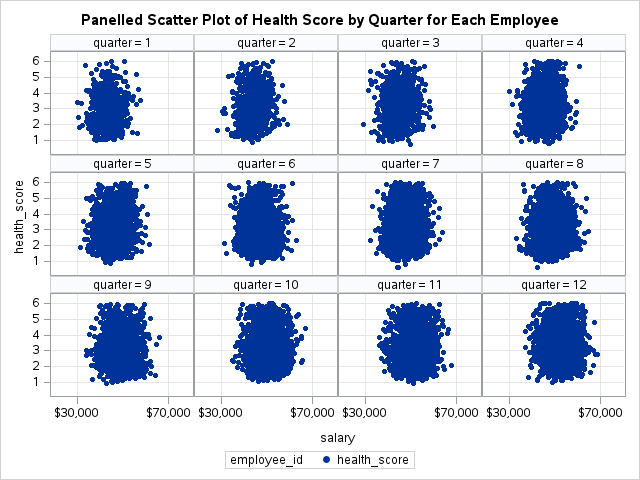 Panelled Scatter Plot of Health Score by Quarter for Each Employee
quarter = 1 quarter = 2 quarter = 3 quarter = 4
6
5
4
3
2
1
quarter = 5 quarter = 6 quarter = 7 quarter = 8
6
5
4
3
2
1
health_score
quarter = 9 quarter = 10 quarter = 11 quarter = 12
6
5
4
3
2
1
$30,000 $70,000 $30,000 $70,000 $30,000 $70,000 $30,000 $70,000
salary
employee_id health_score